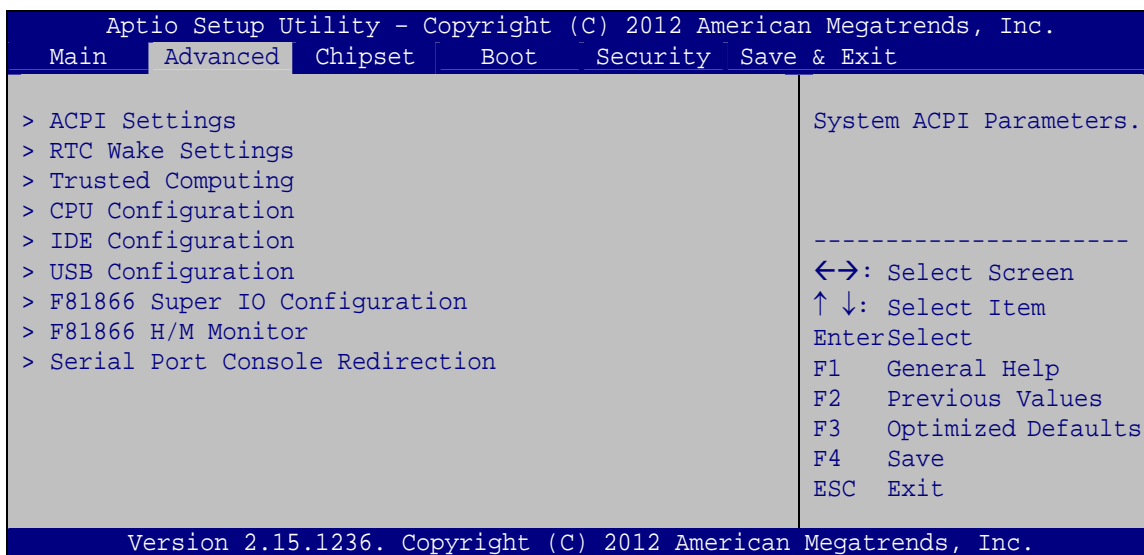 Aptio Setup Utility – Copyright (C) 2012 American Megatrends, Inc.
Main Advanced Chipset Boot Security Save & Exit
> ACPI Settings
> RTC Wake Settings
> Trusted Computing
> CPU Configuration
> IDE Configuration
> USB Configuration
> F81866 Super IO Configuration
> F81866 H/M Monitor
> Serial Port Console Redirection
System ACPI Parameters.
----------------------
←→: Select Screen
↑ ↓: Select Item
EnterSelect
F1 General Help
F2 Previous Values
F3 Optimized Defaults
F4 Save
ESC Exit
Version 2.15.1236. Copyright (C) 2012 American Megatrends, Inc.